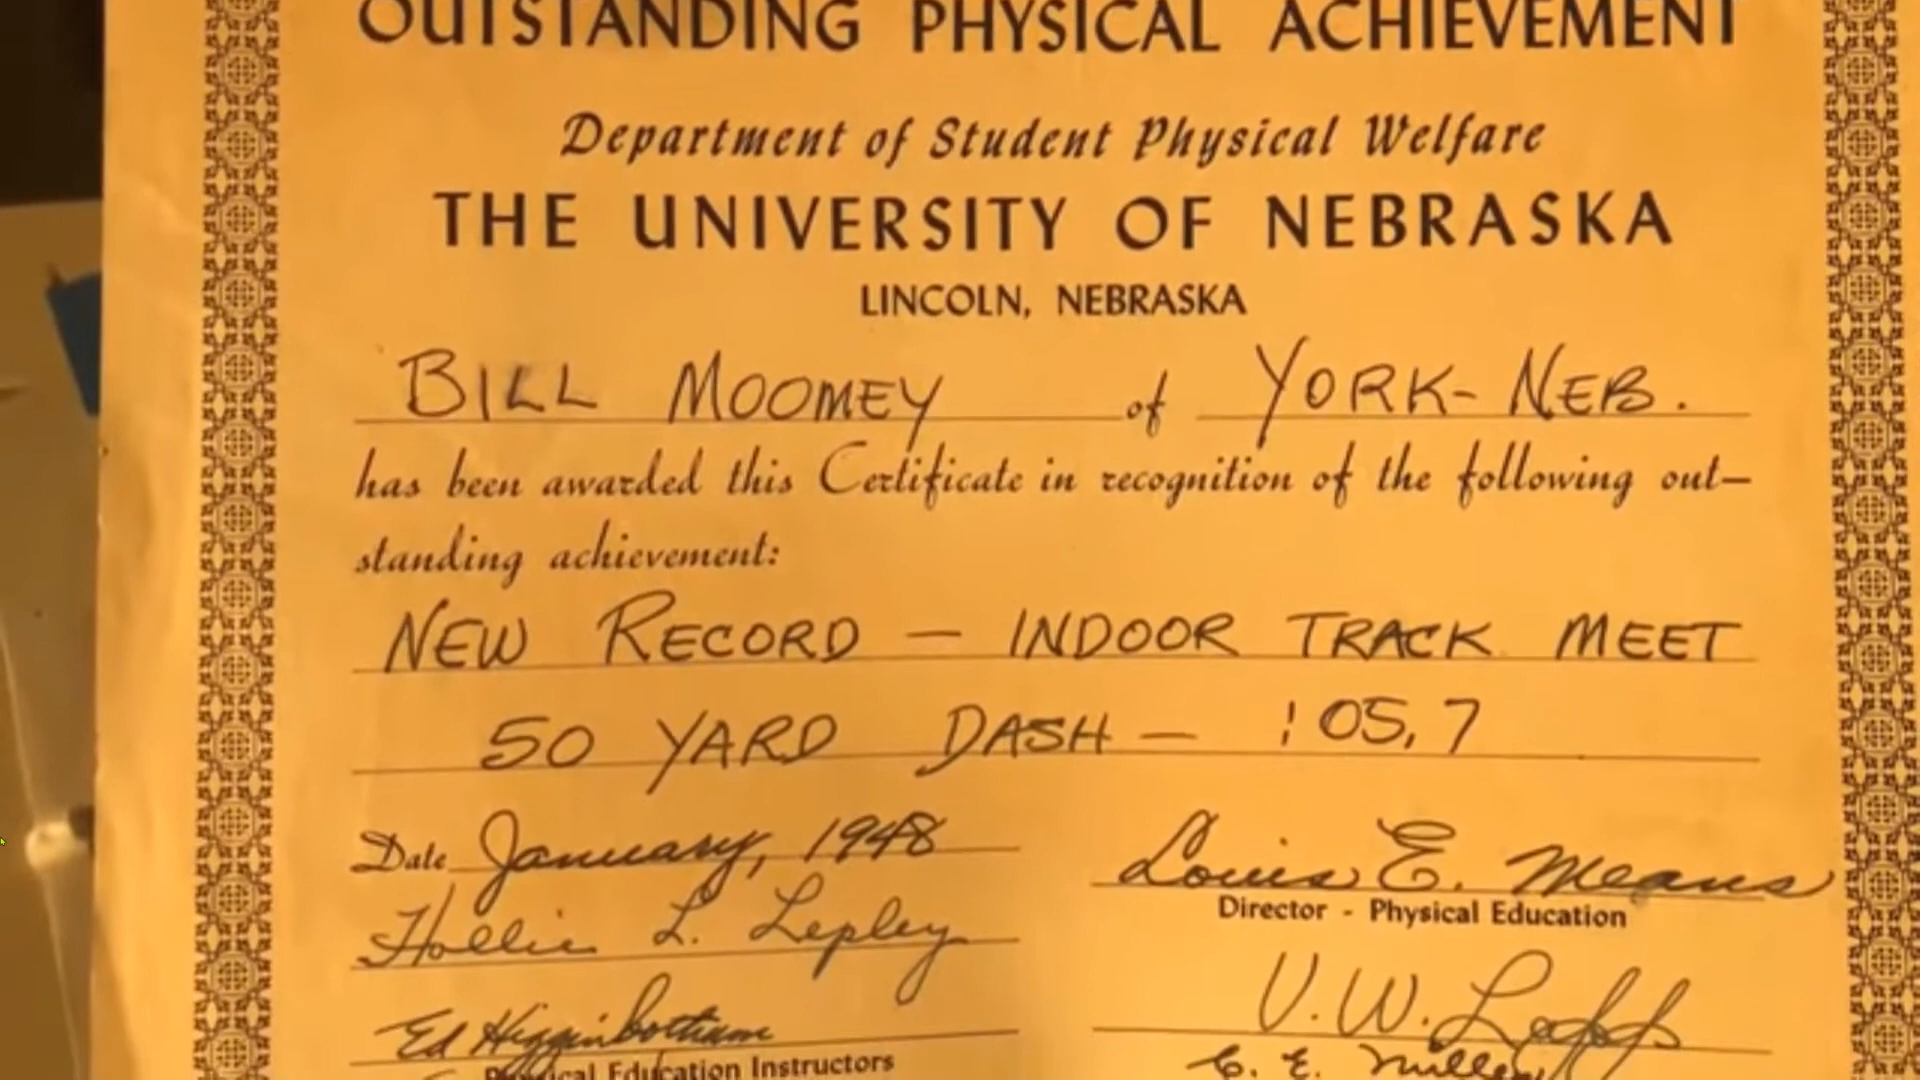 OUTSTANDING PHYSICAL ACHIEVEMENT
Department of Student Physical Welfare
THE UNIVERSITY OF NEBRASKA
LINCOLN, NEBRASKA
BILL MOOMEY of YORK- NEB.
has been awarded this Certificate in recognition of the following out-
standing achievement:
NEW RECORD — INDOOR TRACK MEET
50 YARD DASH — :05.7
Date January, 1948
Louis E. Means
Director - Physical Education
Hollie L. Lepley
Ed Higginbotham
V.W.
Physical Education Instructors
C. E. Miller